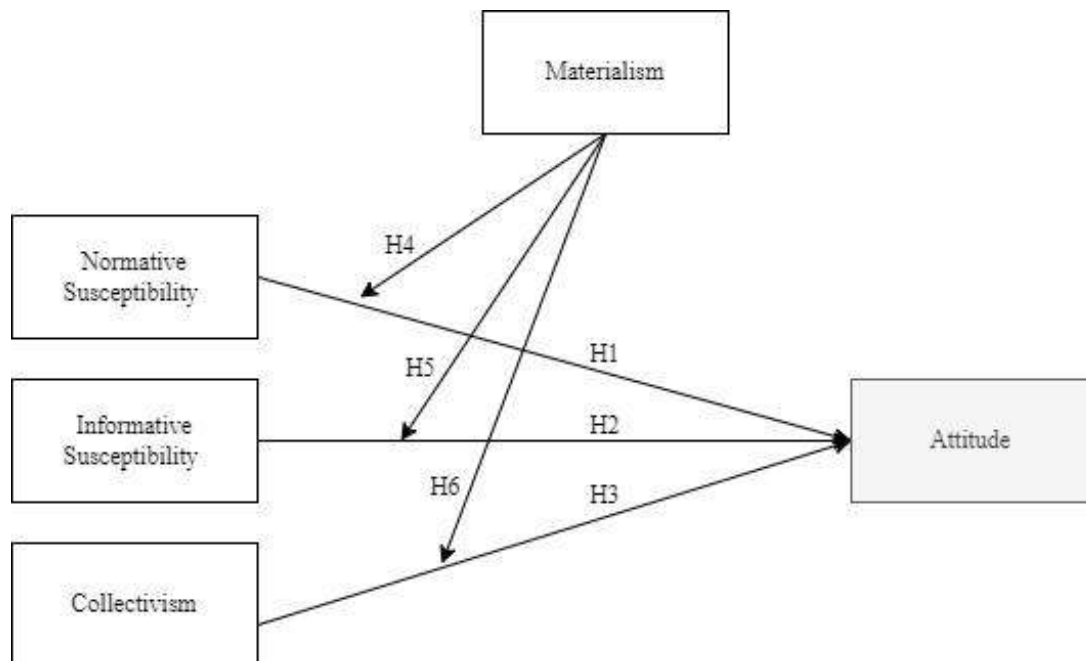 Materialism
H4
Normative
Susceptibility
H1
H5
Informative
Susceptibility
H2
Attitude
H6
H3
Collectivism